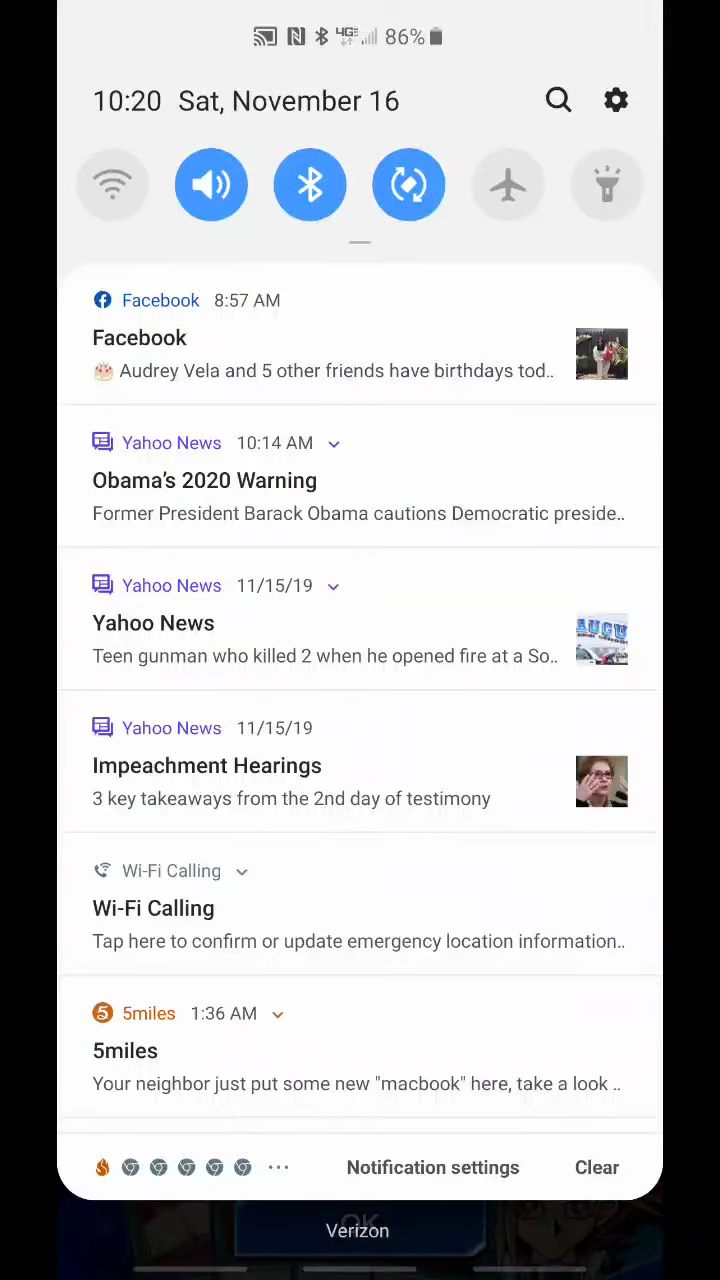 4GE 86%
10:20 Sat, November 16
Facebook 8:57 AM
Facebook
🎂 Audrey Vela and 5 other friends have birthdays tod..
Yahoo News 10:14 AM
Obama's 2020 Warning
Former President Barack Obama cautions Democratic preside..
Yahoo News 11/15/19
Yahoo News
Teen gunman who killed 2 when he opened fire at a So..
AUGU
Yahoo News 11/15/19
Impeachment Hearings
3 key takeaways from the 2nd day of testimony
Wi-Fi Calling
Wi-Fi Calling
Tap here to confirm or update emergency location information..
5miles 1:36 AM
5miles
Your neighbor just put some new "macbook" here, take a look ..
Notification settings Clear
OK
Verizon